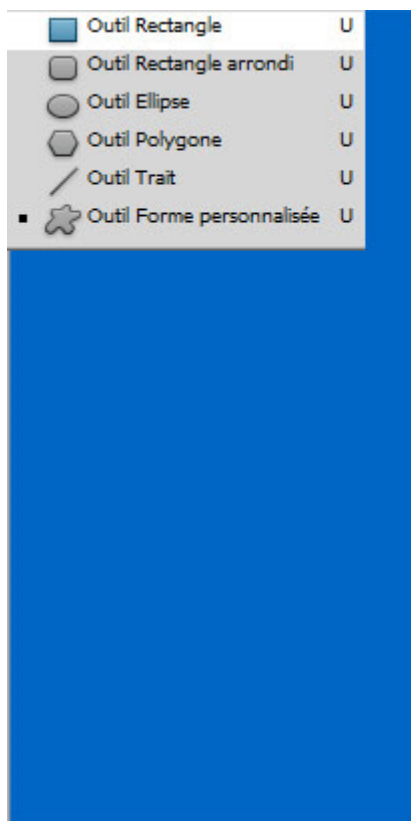 Outil Rectangle U
Outil Rectangle arrondi U
Outil Ellipse U
Outil Polygone U
Outil Trait U
Outil Forme personnalisée U